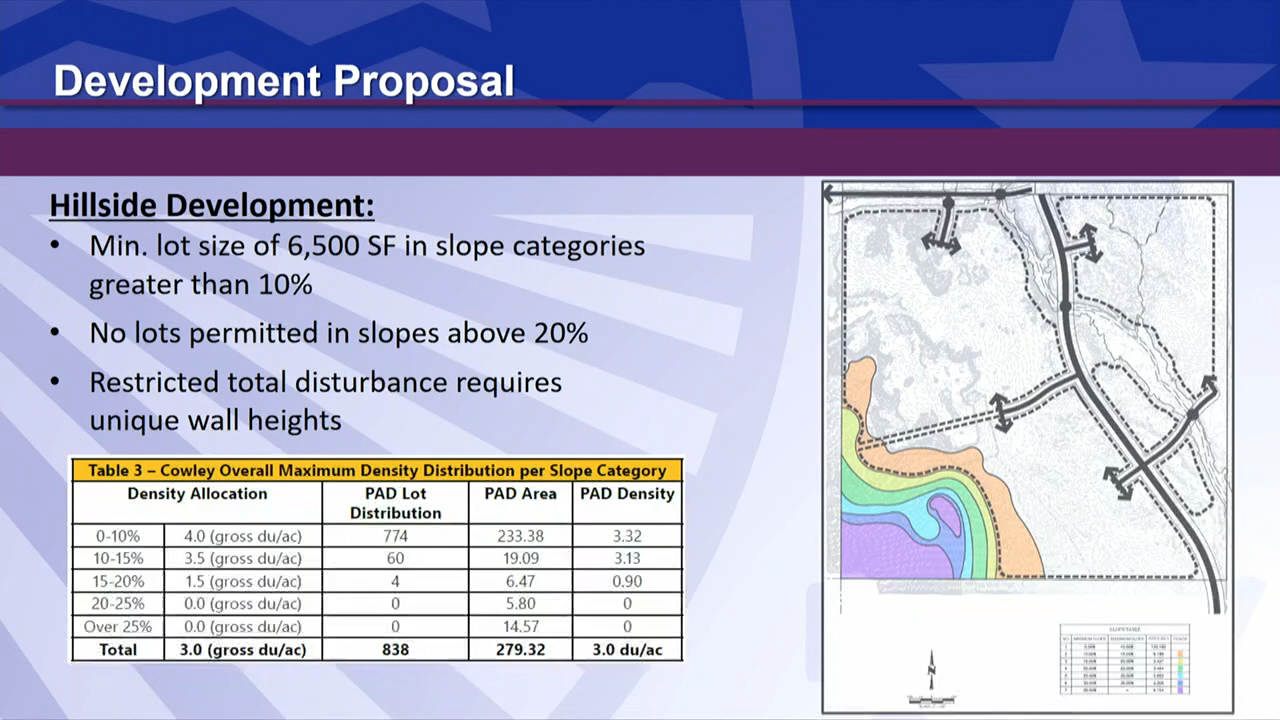 Development Proposal
Hillside Development:
• Min. lot size of 6,500 SF in slope categories
greater than 10%
• No lots permitted in slopes above 20%
• Restricted total disturbance requires
unique wall heights
Table 3 – Cowley Overall Maximum Density Distribution per Slope Category
Density Allocation PAD Lot Distribution PAD Area PAD Density
0-10% 4.0 (gross du/ac) 774 233.38 3.32
10-15% 3.5 (gross du/ac) 60 19.09 3.13
15-20% 1.5 (gross du/ac) 4 6.47 0.90
20-25% 0.0 (gross du/ac) 0 5.80 0
Over 25% 0.0 (gross du/ac) 0 14.57 0
Total 3.0 (gross du/ac) 838 279.32 3.0 du/ac
N